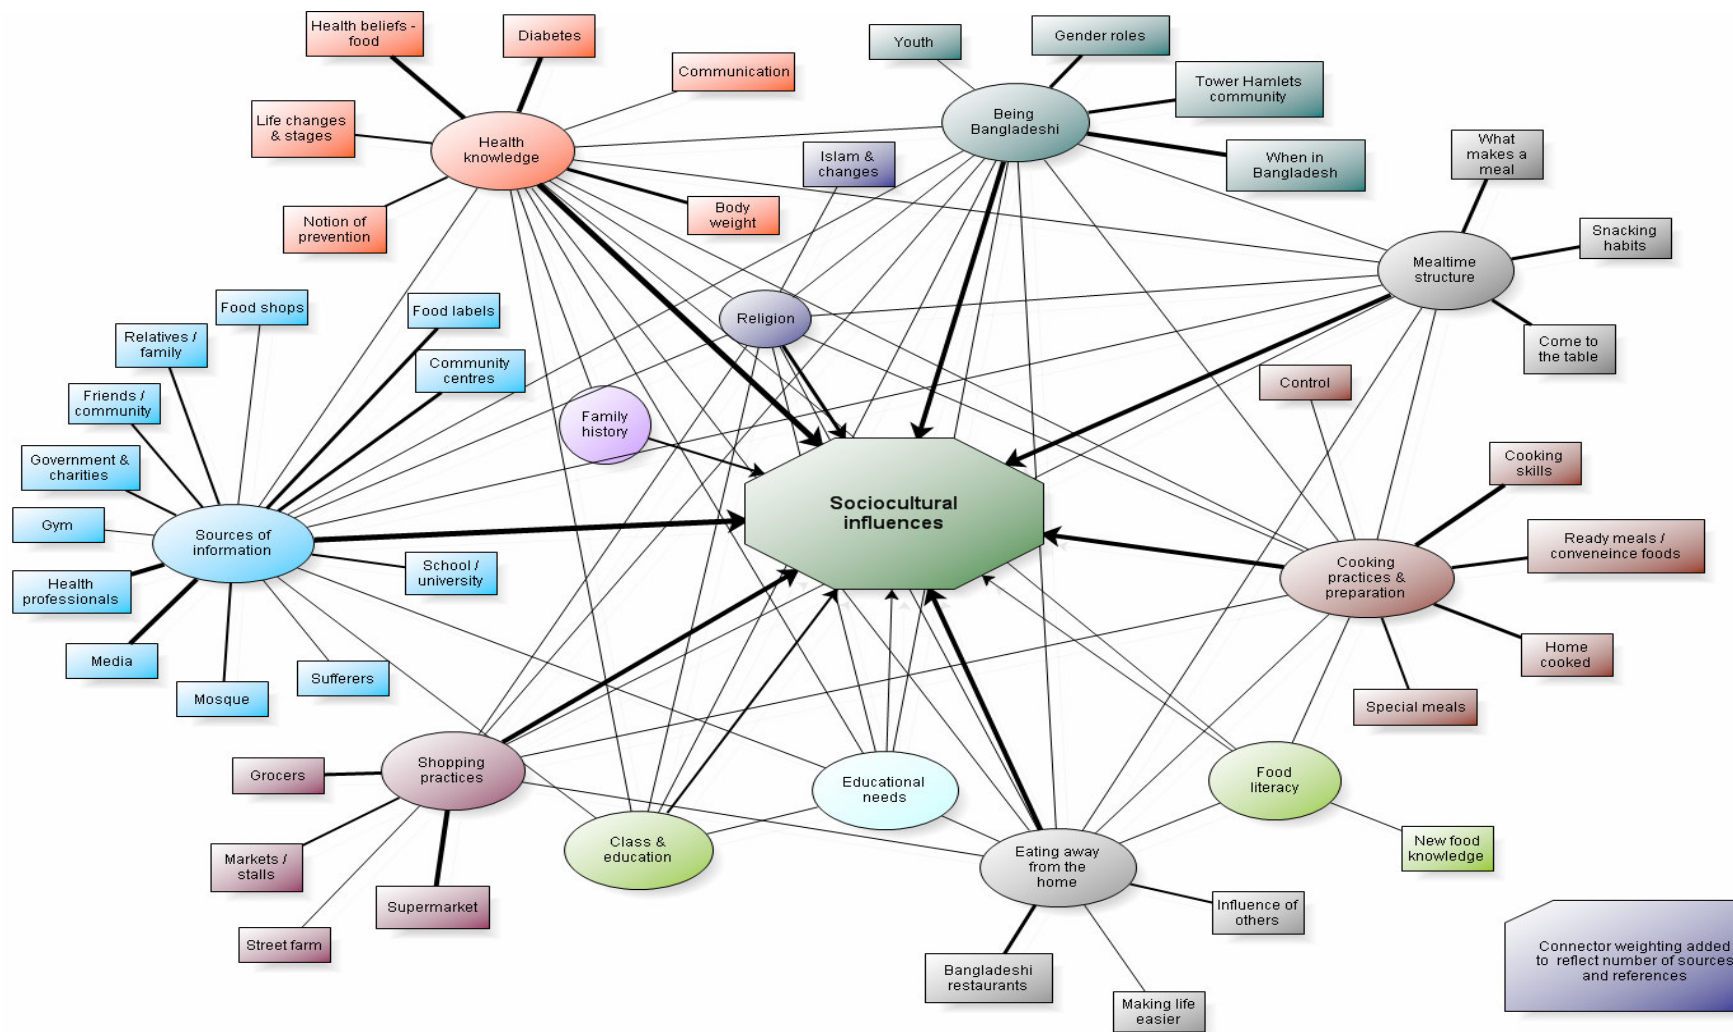 Health beliefs -
food
Diabetes
Communication
Life changes
& stages
Health
knowledge
Notion of
prevention
Body
weight
Youth
Gender roles
Tower Hamlets
community
Being
Bangladeshi
When in
Bangladesh
Islam &
changes
What
makes a
meal
Snacking
habits
Mealtime
structure
Come to
the table
Religion
Food shops
Food labels
Relatives /
family
Community
centres
Friends /
community
Government &
charities
Gym
Sources of
information
Health
professionals
School /
university
Media
Mosque
Sufferers
Family
history
Sociocultural
influences
Control
Cooking
skills
Ready meals /
conveneince foods
Cooking
practices &
preparation
Home
cooked
Special meals
Shopping
practices
Grocers
Markets /
stalls
Street farm
Supermarket
Class &
education
Educational
needs
Eating away
from the
home
Food
literacy
New food
knowledge
Influence of
others
Bangladeshi
restaurants
Making life
easier
Connector weighting added
to reflect number of sources
and references